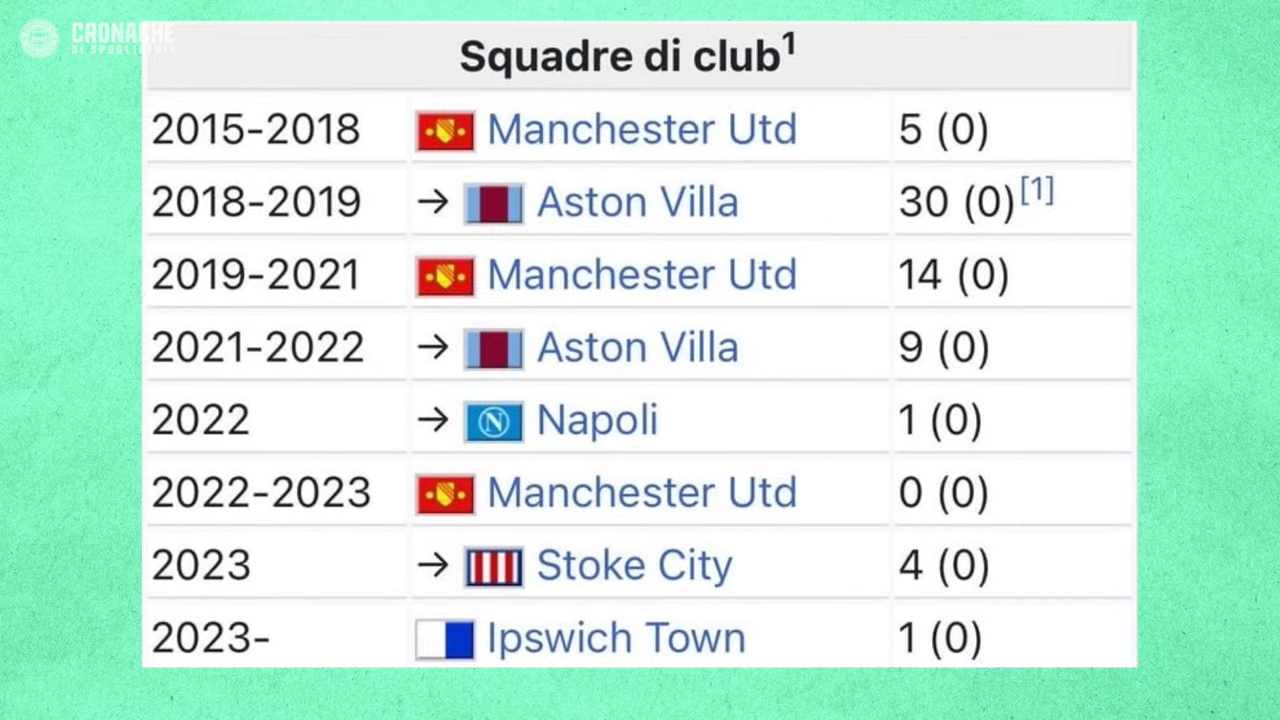 CRONACHE
DI SPOGLIATOIO
Squadre di club¹
2015-2018 Manchester Utd 5 (0)
2018-2019 → Aston Villa 30 (0)[1]
2019-2021 Manchester Utd 14 (0)
2021-2022 → Aston Villa 9 (0)
2022 → Napoli 1 (0)
2022-2023 Manchester Utd 0 (0)
2023 → Stoke City 4 (0)
2023- Ipswich Town 1 (0)